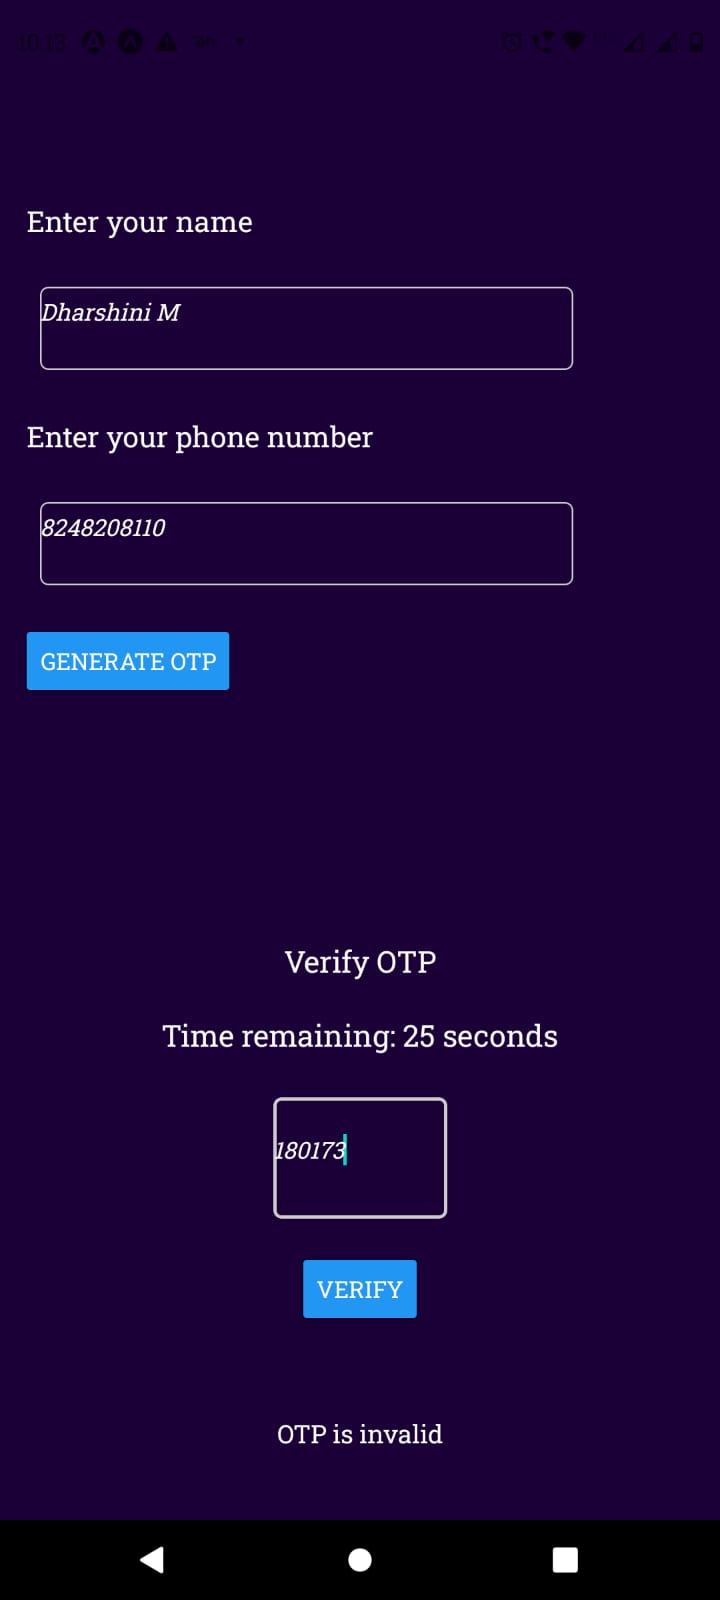 10:13
Enter your name
Dharshini M
Enter your phone number
8248208110
GENERATE OTP
Verify OTP
Time remaining: 25 seconds
180173
VERIFY
OTP is invalid